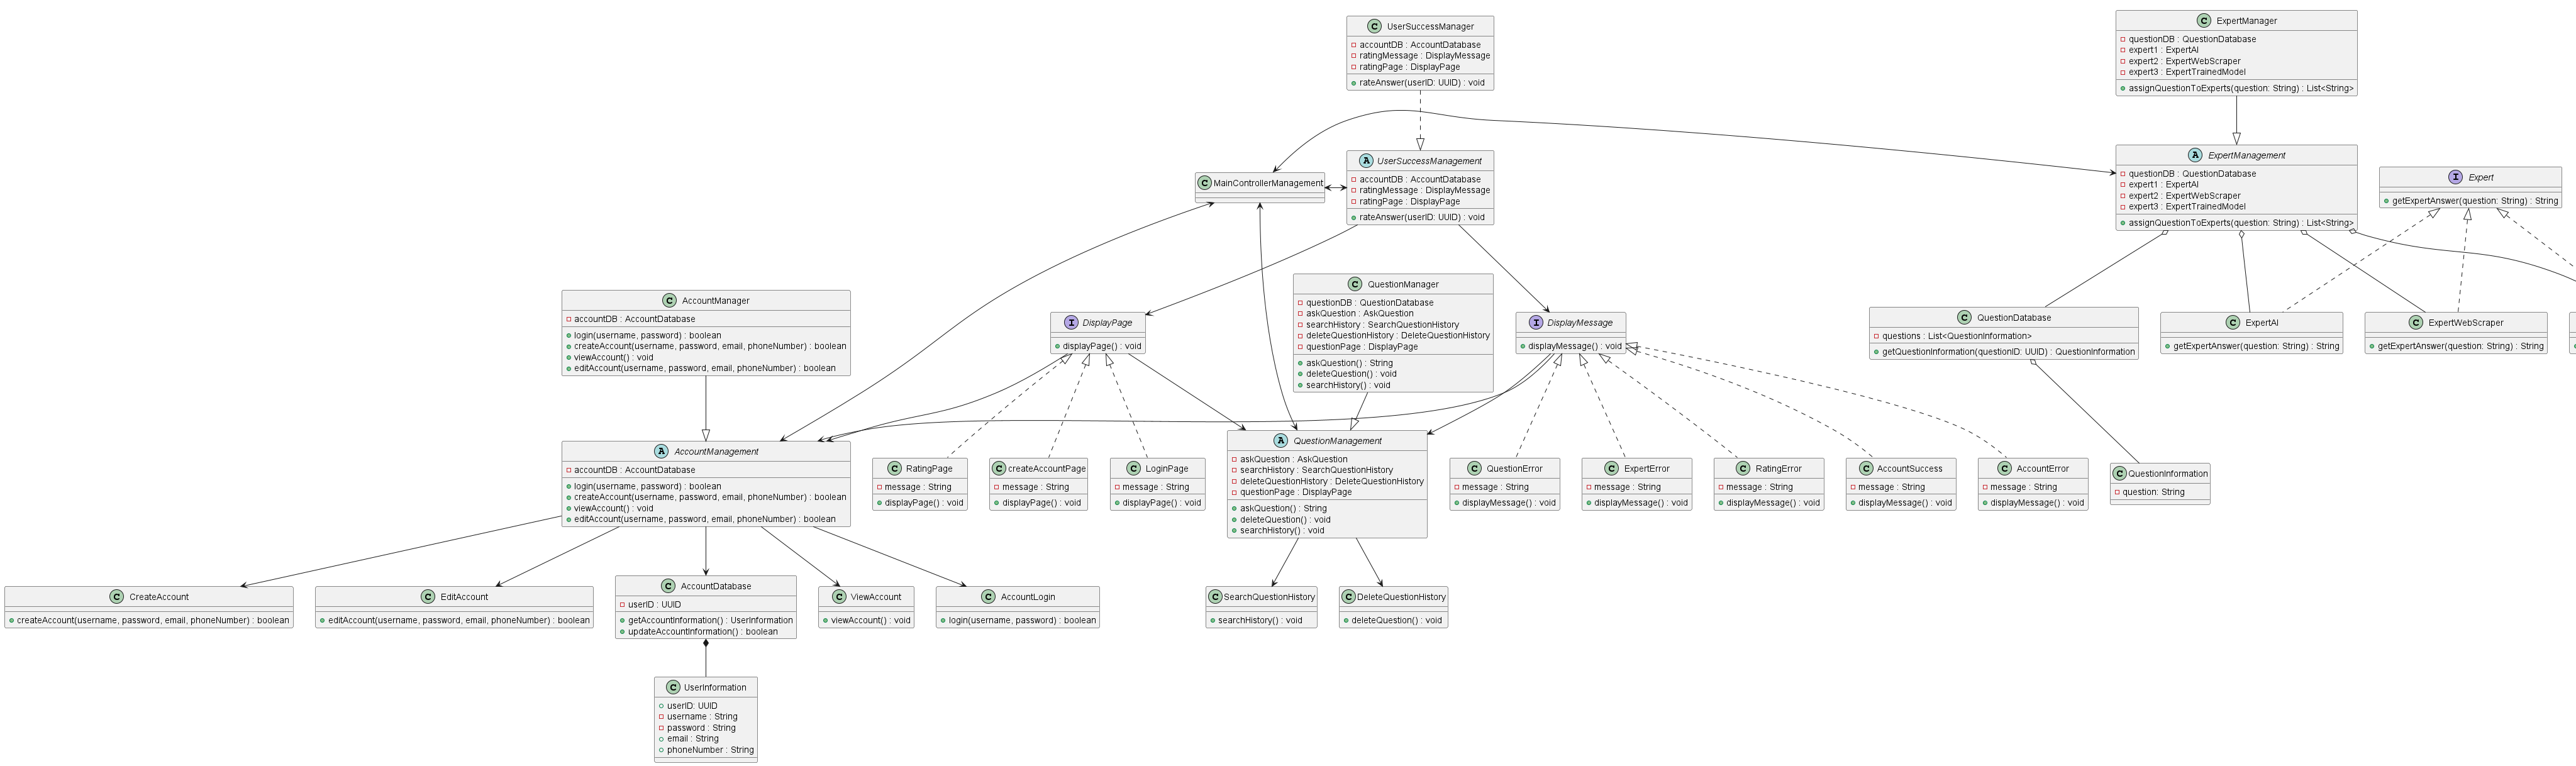 C UserSuccessManager
accountDB : AccountDatabase
ratingMessage : DisplayMessage
ratingPage : DisplayPage
rateAnswer(userID: UUID) : void
C ExpertManager
questionDB : QuestionDatabase
expert1 : ExpertAI
expert2 : ExpertWebScraper
expert3 : ExpertTrainedModel
assignQuestionToExperts(question: String) : List<String>
C MainControllerManagement
A UserSuccessManagement
accountDB : AccountDatabase
ratingMessage : DisplayMessage
ratingPage : DisplayPage
rateAnswer(userID: UUID) : void
A ExpertManagement
questionDB : QuestionDatabase
expert1 : ExpertAI
expert2 : ExpertWebScraper
expert3 : ExpertTrainedModel
assignQuestionToExperts(question: String) : List<String>
I Expert
getExpertAnswer(question: String) : String
C AccountManager
accountDB : AccountDatabase
login(username, password) : boolean
createAccount(username, password, email, phoneNumber) : boolean
viewAccount() : void
editAccount(username, password, email, phoneNumber) : boolean
I DisplayPage
displayPage() : void
C QuestionManager
questionDB : QuestionDatabase
askQuestion : AskQuestion
searchHistory : SearchQuestionHistory
deleteQuestionHistory : DeleteQuestionHistory
questionPage : DisplayPage
askQuestion() : String
deleteQuestion() : void
searchHistory() : void
I DisplayMessage
displayMessage() : void
C QuestionDatabase
questions : List<QuestionInformation>
getQuestionInformation(questionID: UUID) : QuestionInformation
C ExpertAI
getExpertAnswer(question: String) : String
C ExpertWebScraper
getExpertAnswer(question: String) : String
A AccountManagement
accountDB : AccountDatabase
login(username, password) : boolean
createAccount(username, password, email, phoneNumber) : boolean
viewAccount() : void
editAccount(username, password, email, phoneNumber) : boolean
C RatingPage
message : String
displayPage() : void
C createAccountPage
message : String
displayPage() : void
C LoginPage
message : String
displayPage() : void
A QuestionManagement
askQuestion : AskQuestion
searchHistory : SearchQuestionHistory
deleteQuestionHistory : DeleteQuestionHistory
questionPage : DisplayPage
askQuestion() : String
deleteQuestion() : void
searchHistory() : void
C QuestionError
message : String
displayMessage() : void
C ExpertError
message : String
displayMessage() : void
C RatingError
message : String
displayMessage() : void
C AccountSuccess
message : String
displayMessage() : void
C AccountError
message : String
displayMessage() : void
C QuestionInformation
question: String
C CreateAccount
createAccount(username, password, email, phoneNumber) : boolean
C EditAccount
editAccount(username, password, email, phoneNumber) : boolean
C AccountDatabase
userID : UUID
getAccountInformation() : UserInformation
updateAccountInformation() : boolean
C ViewAccount
viewAccount() : void
C AccountLogin
login(username, password) : boolean
C SearchQuestionHistory
searchHistory() : void
C DeleteQuestionHistory
deleteQuestion() : void
C UserInformation
userID: UUID
username : String
password : String
email : String
phoneNumber : String